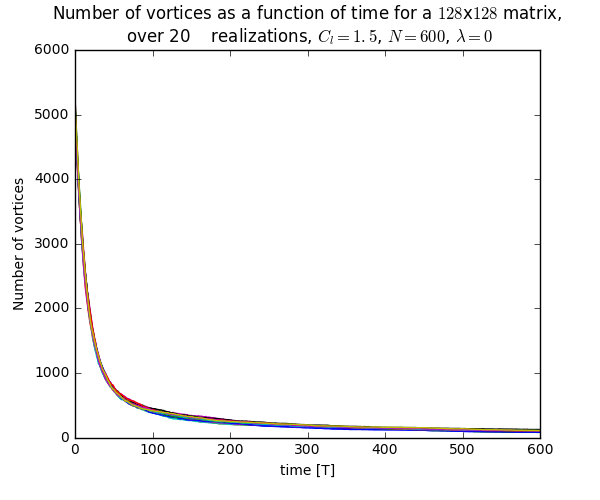 Number of vortices as a function of time for a 128x128 matrix,
over 20 realizations, C_l = 1.5, N = 600, λ = 0
6000
5000
4000
3000
2000
1000
0
Number of vortices
0 100 200 300 400 500 600
time [T]